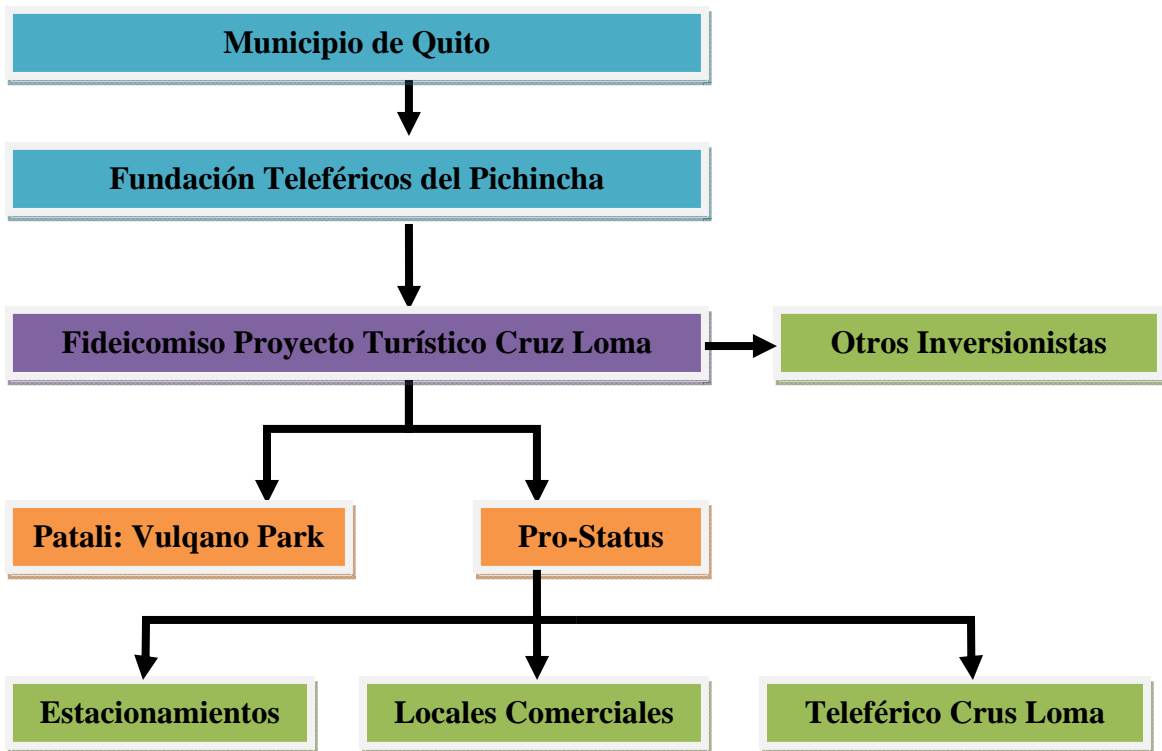 Municipio de Quito
Fundación Teleféricos del Pichincha
Fideicomiso Proyecto Turístico Cruz Loma
Otros Inversionistas
Patali: Vulqano Park
Pro-Status
Estacionamientos
Locales Comerciales
Teleférico Crus Loma